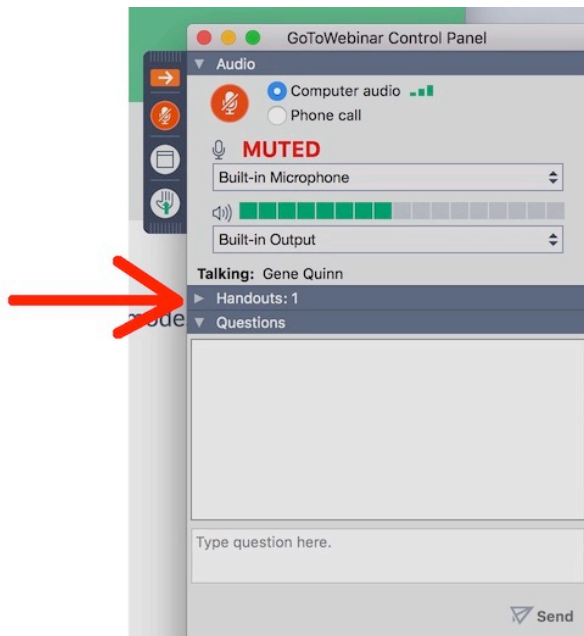 GoToWebinar Control Panel
Audio
Computer audio
Phone call
MUTED
Built-in Microphone
Built-in Output
Talking: Gene Quinn
Handouts: 1
mode
Questions
Type question here.
Send